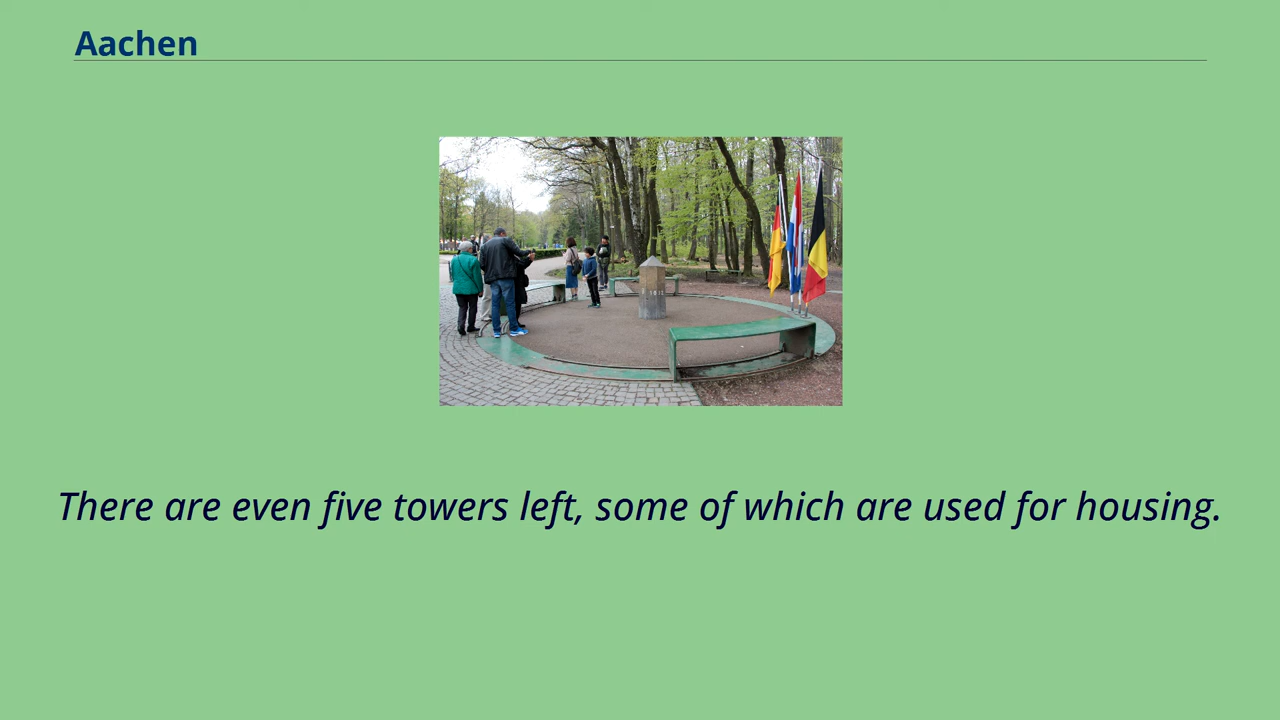 Aachen
There are even five towers left, some of which are used for housing.